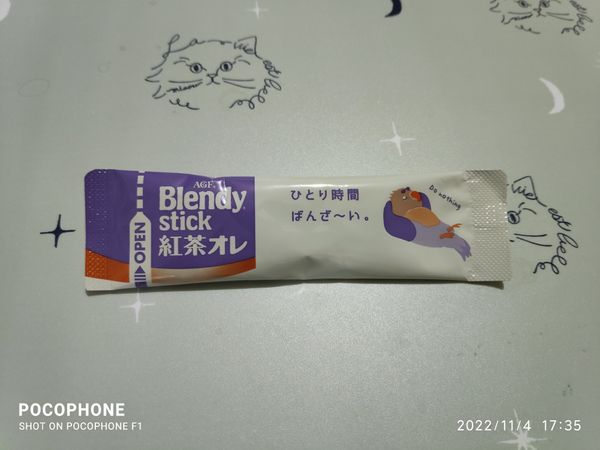 AGF
Blendy
stick
紅茶オレ
OPEN
ひとり時間
ばんざ〜い。
Do nothing
meow
POCOPHONE
SHOT ON POCOPHONE F1
2022/11/4 17:35